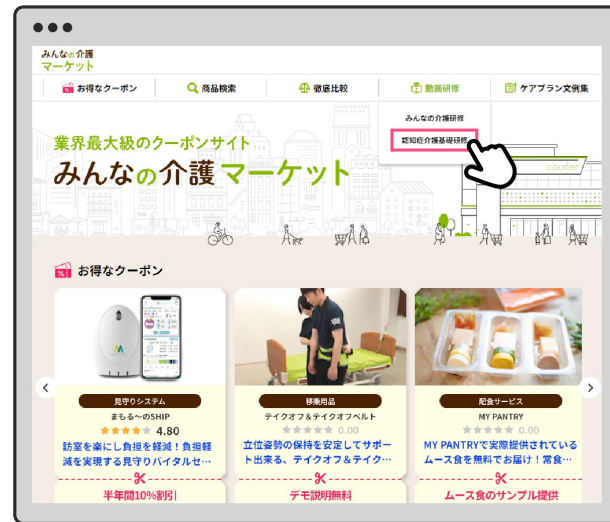 みんなの介護
マーケット
% お得なクーポン
商品検索
徹底比較
動画研修
ケアプラン文例集
みんなの介護研修
認知症介護基礎研修
業界最大級のクーポンサイト
みんなの介護マーケット
courier
% お得なクーポン
見守りシステム
まもる~のSHIP
★★★★★ 4.80
訪室を楽にし負担を軽減！負担軽
減を実現する見守りバイタルセ…
半年間10%割引
移乗用品
テイクオフ＆テイクオフベルト
★★★★★ 0.00
立位姿勢の保持を安定してサポー
ト出来る、テイクオフ＆テイク…
デモ説明無料
配食サービス
MY PANTRY
★★★★★ 0.00
MY PANTRYで実際提供されている
ムース食を無料でお届け！常食…
ムース食のサンプル提供